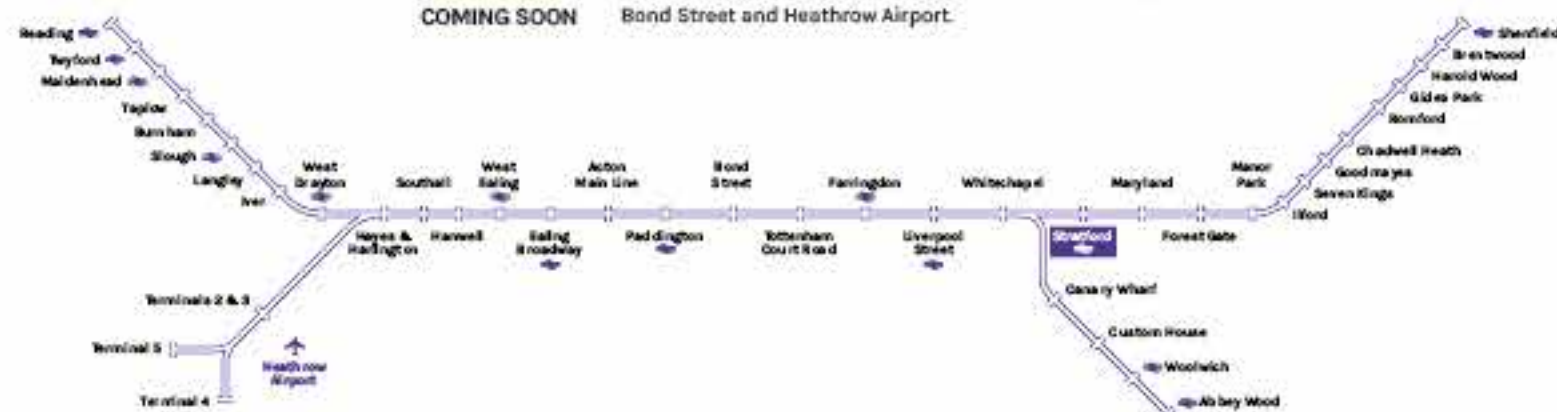 COMING SOON Bond Street and Heathrow Airport.
Reading
Twyford
Maidenhead
Taplow
Burnham
Slough
Langley
Iver
West
Drayton
Southall
West
Ealing
Acton
Main Line
Bond
Street
Farringdon
Whitechapel
Maryland
Manor
Park
Shenfield
Brentwood
Harold Wood
Gidea Park
Romford
Chadwell Heath
Goodmayes
Seven Kings
Ilford
Hayes &
Harlington
Hanwell
Ealing
Broadway
Paddington
Tottenham
Court Road
Liverpool
Street
Stratford
Forest Gate
Terminals 2 & 3
Terminal 5
Heathrow
Airport
Terminal 4
Canary Wharf
Custom House
Woolwich
Abbey Wood